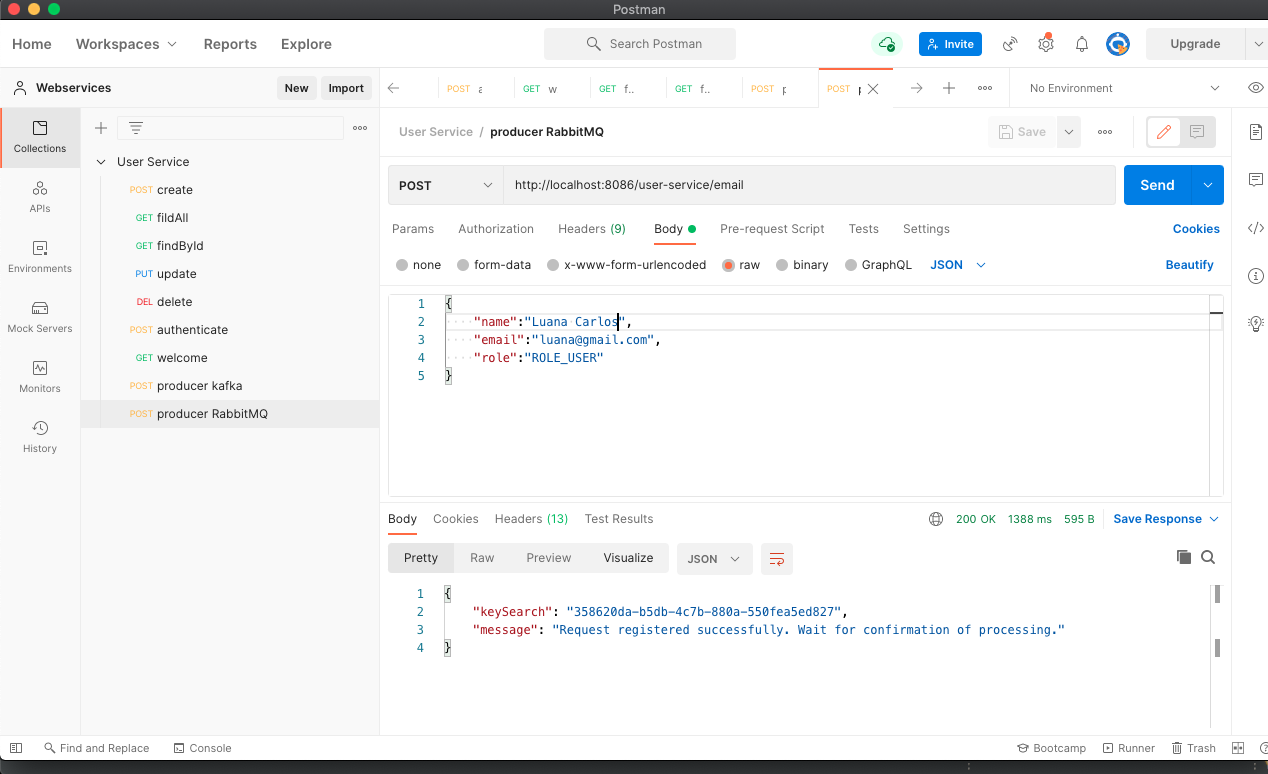 Postman
Home Workspaces Reports Explore Search Postman Invite Upgrade
Webservices New Import
POST a GET w GET f.. GET f.. POST p POST No Environment
Collections
APIs
Environments
Mock Servers
Monitors
History
User Service
POST create
GET fildAll
GET findById
PUT update
DEL delete
POST authenticate
GET welcome
POST producer kafka
POST producer RabbitMQ
User Service / producer RabbitMQ Save
POST http://localhost:8086/user-service/email Send
Params Authorization Headers (9) Body Pre-request Script Tests Settings Cookies
none form-data x-www-form-urlencoded raw binary GraphQL JSON Beautify
1 {
2 "name":"Luana Carlos",
3 "email":"luana@gmail.com",
4 "role":"ROLE_USER"
5 }
Body Cookies Headers (13) Test Results 200 OK 1388 ms 595 B Save Response
Pretty Raw Preview Visualize JSON
1 {
2 "keySearch": "358620da-b5db-4c7b-880a-550fea5ed827",
3 "message": "Request registered successfully. Wait for confirmation of processing."
4 }
Find and Replace Console Bootcamp Runner Trash